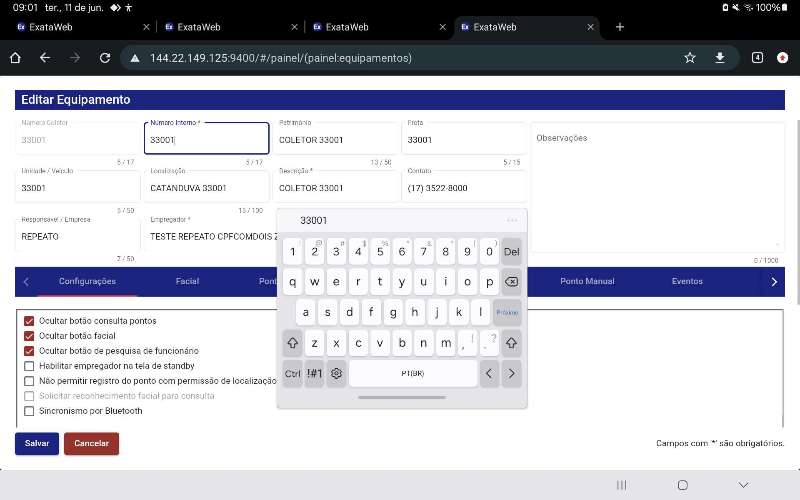 09:01 ter., 11 de jun. 100%
ExataWeb
ExataWeb
ExataWeb
ExataWeb
144.22.149.125:9400/#/painel/(painel:equipamentos)
4
Editar Equipamento
Número Coletor
33001
5 / 17
Número Interno *
33001
5 / 17
Patrimônio
COLETOR 33001
13 / 50
Frota
33001
5 / 15
Observações
0 / 1000
Unidade / Veículo
33001
5 / 50
Localização
CATANDUVA 33001
15 / 100
Descrição *
COLETOR 33001
Contato
(17) 3522-8000
Responsável / Empresa
REPEATO
7 / 50
Empregador *
TESTE REPEATO CPFCOMDOIS Z
Configurações
Facial
Pont
Ponto Manual
Eventos
Ocultar botão consulta pontos
Ocultar botão facial
Ocultar botão de pesquisa de funcionário
Habilitar empregador na tela de standby
Não permitir registro do ponto com permissão de localização
Solicitar reconhecimento facial para consulta
Sincronismo por Bluetooth
33001 ...
1 2 3 4 5 6 7 8 9 0 Del
q w e r t y u i o p
a s d f g h j k l Próximo
z x c v b n m , ! . ?
Ctrl !#1 PT(BR) < >
Salvar
Cancelar
Campos com '*' são obrigatórios.